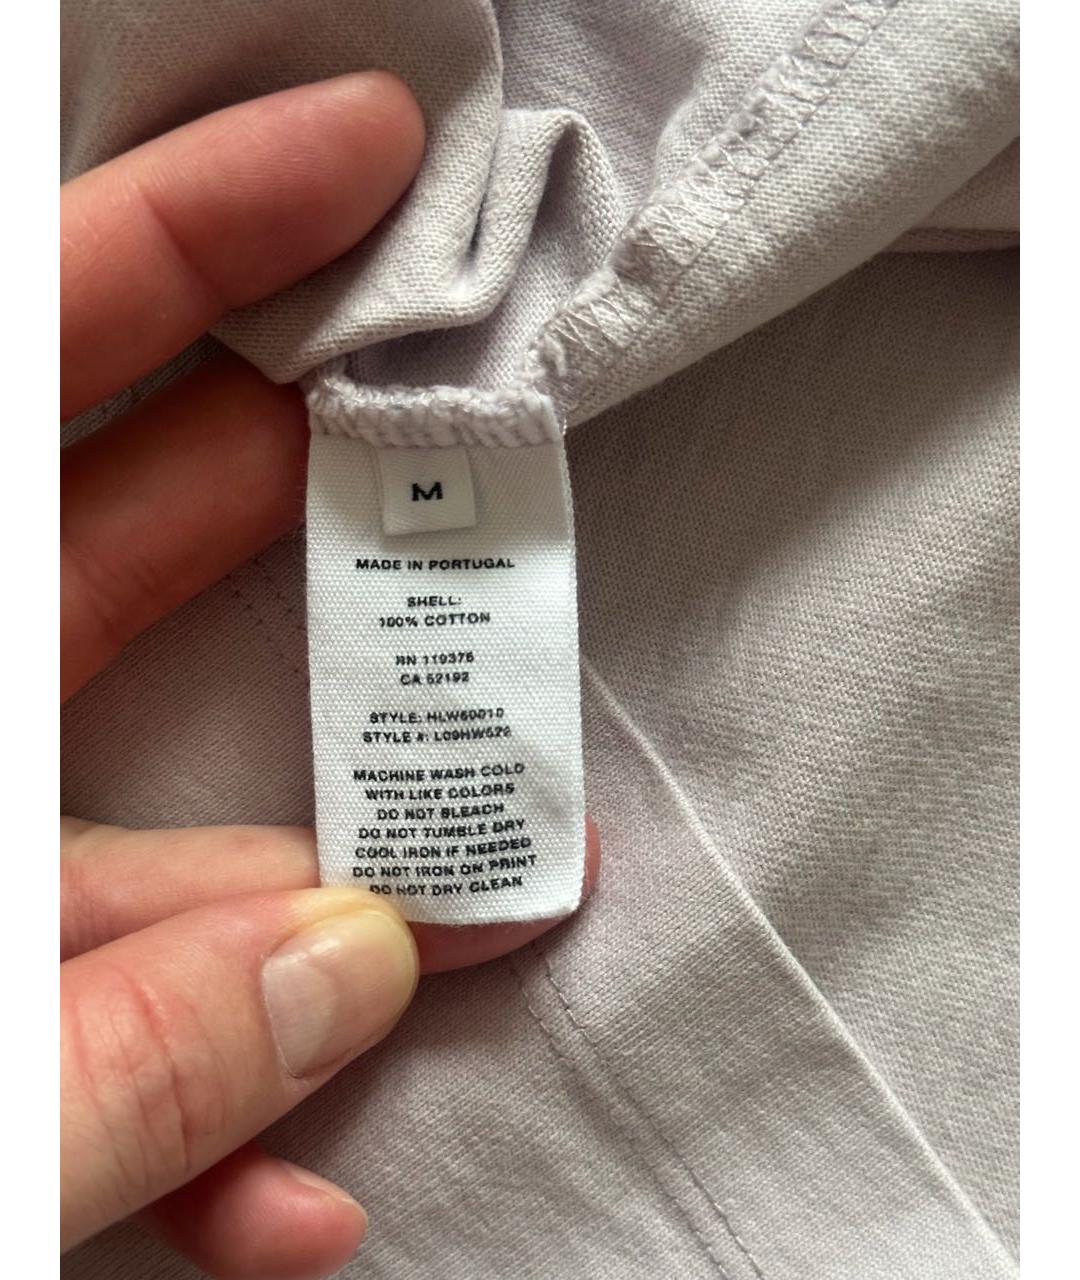 M
MADE IN PORTUGAL
SHELL:
100% COTTON
RN 119376
CA 52192
STYLE: HLW60010
STYLE #: L09HW522
MACHINE WASH COLD
WITH LIKE COLORS
DO NOT BLEACH
DO NOT TUMBLE DRY
COOL IRON IF NEEDED
DO NOT IRON ON PRINT
DO NOT DRY CLEAN